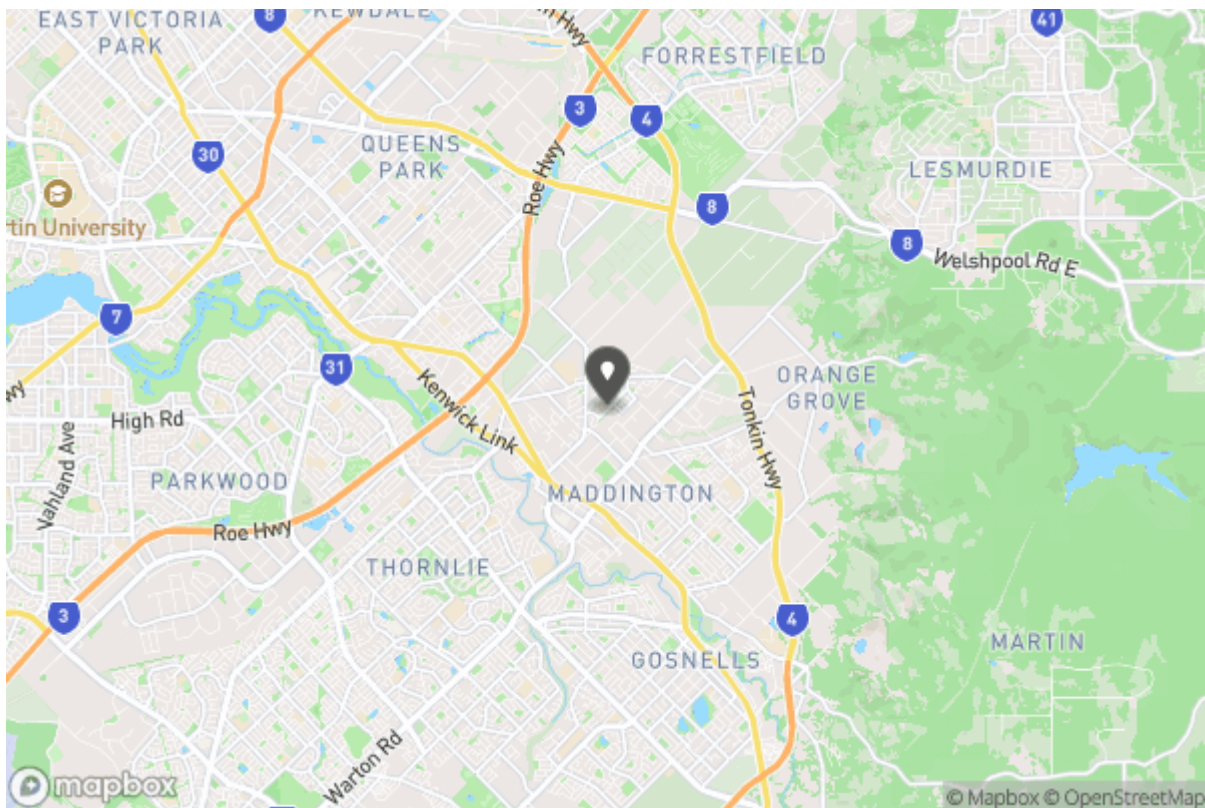 EAST VICTORIA
PARK
8
KEWDALE
Hwy
41
FORRESTFIELD
3
4
30
QUEENS
PARK
LESMURDIE
Roe Hwy
8
rtin University
8
Welshpool Rd E
7
31
ORANGE
GROVE
Kenwick Link
Tonkin Hwy
High Rd
PARKWOOD
MADDINGTON
Roe Hwy
THORNLIE
3
4
MARTIN
GOSNELLS
Warton Rd
mapbox
© Mapbox © OpenStreetMap